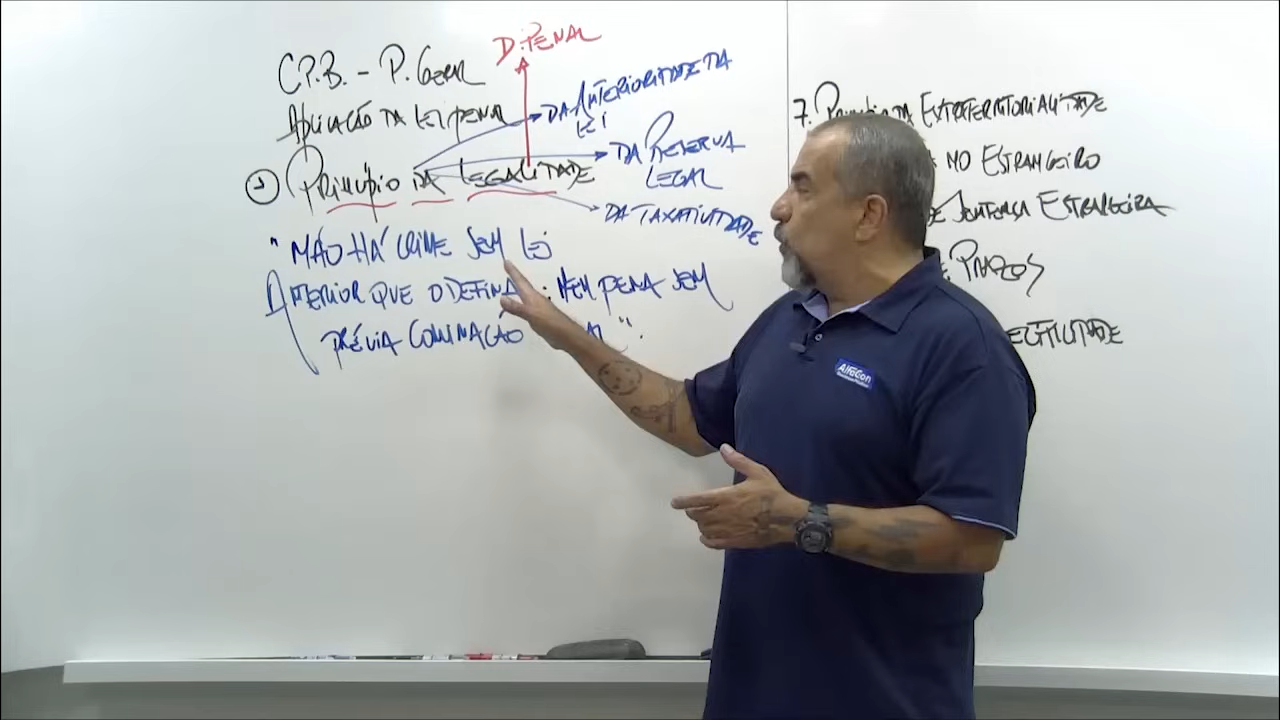 D.PENAL
C.P.B. - P. GERAL
APLICAÇÃO DA LEI PENAL
DA ANTERIORIDADE DA
LEI
DA RESERVA
LEGAL
PRINCÍPIO DA LEGALIDADE
DA TAXATIVIDADE
"NÃO HÁ CRIME SEM LEI
ANTERIOR QUE O DEFINA. NEM PENA SEM
PRÉVIA COMINAÇÃO
7. PRINCÍPIO DA EXTRATERRITORIALIDADE
NO ESTRANGEIRO
DE SENTENÇA ESTRANGEIRA
PRAZOS
AlfaCon